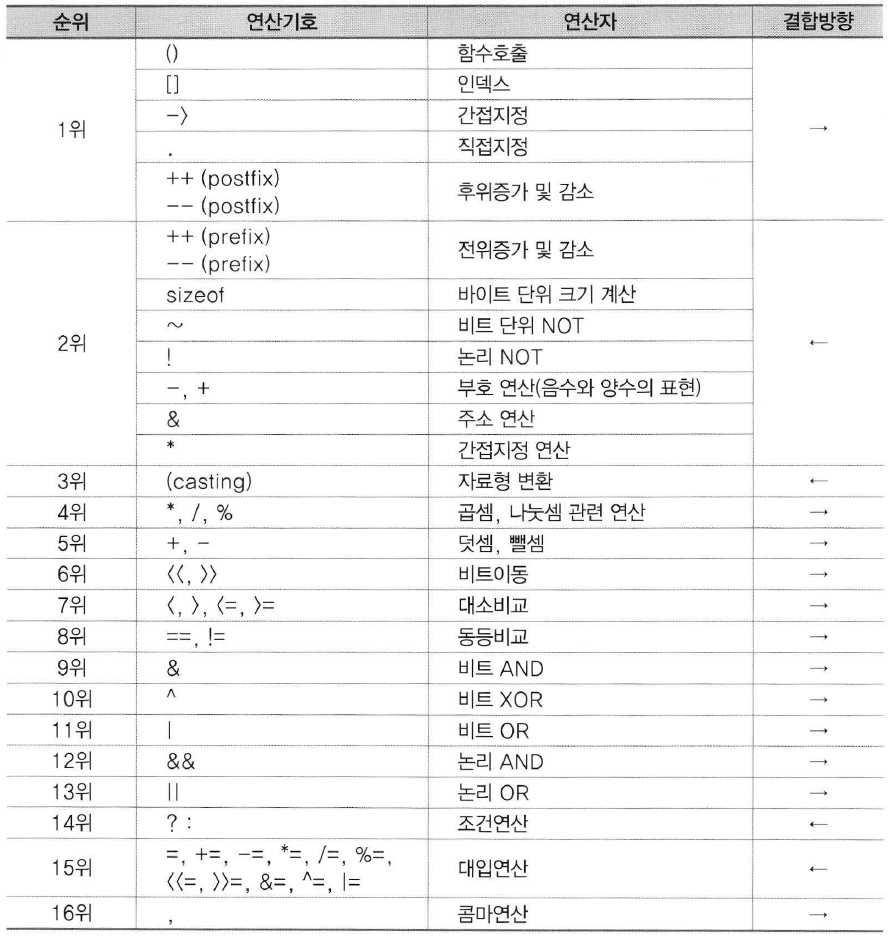 순위 연산기호 연산자 결합방향
1위 () 함수호출 →
[] 인덱스
-> 간접지정
. 직접지정
++ (postfix)
-- (postfix) 후위증가 및 감소
2위 ++ (prefix)
-- (prefix) 전위증가 및 감소 ←
sizeof 바이트 단위 크기 계산
~ 비트 단위 NOT
! 논리 NOT
-, + 부호 연산(음수와 양수의 표현)
& 주소 연산
* 간접지정 연산
3위 (casting) 자료형 변환 ←
4위 *, /, % 곱셈, 나눗셈 관련 연산 →
5위 +, - 덧셈, 뺄셈 →
6위 <<, >> 비트이동 →
7위 <, >, <=, >= 대소비교 →
8위 ==, != 동등비교 →
9위 & 비트 AND →
10위 ^ 비트 XOR →
11위 | 비트 OR →
12위 && 논리 AND →
13위 || 논리 OR →
14위 ? : 조건연산 ←
15위 =, +=, -=, *=, /=, %=,
<<=, >>=, &=, ^=, |= 대입연산 ←
16위 , 콤마연산 →